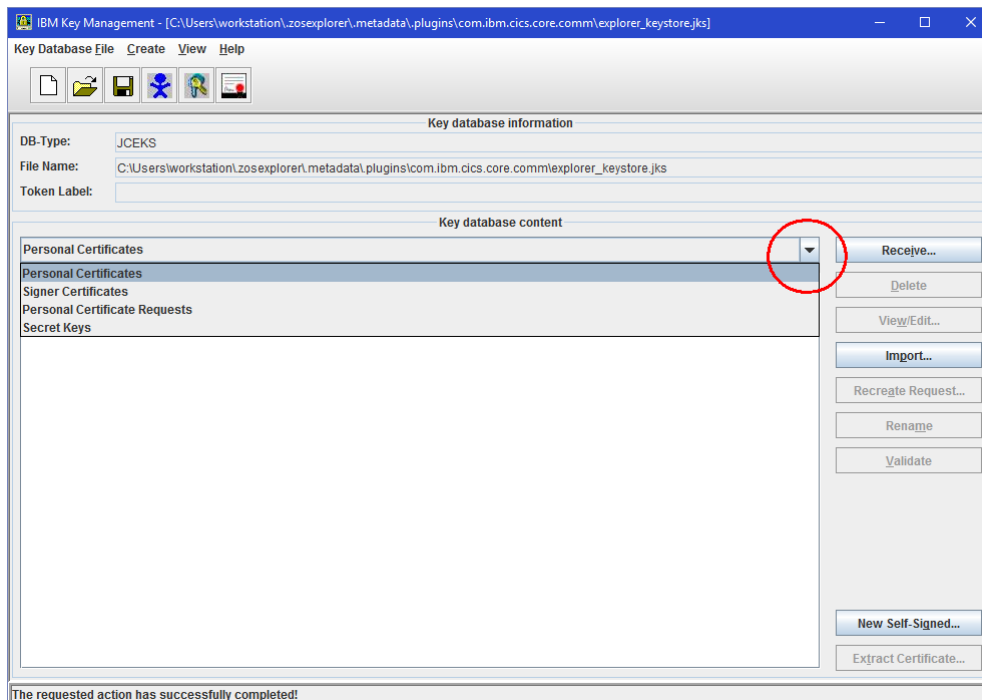 IBM Key Management - [C:\Users\workstation\.zosexplorer\.metadata\.plugins\com.ibm.cics.core.comm\explorer_keystore.jks]
Key Database File Create View Help
Key database information
DB-Type: JCEKS
File Name: C:\Users\workstation\.zosexplorer\.metadata\.plugins\com.ibm.cics.core.comm\explorer_keystore.jks
Token Label:
Key database content
Personal Certificates
Personal Certificates
Signer Certificates
Personal Certificate Requests
Secret Keys
Receive...
Delete
View/Edit...
Import...
Recreate Request...
Rename
Validate
New Self-Signed...
Extract Certificate...
The requested action has successfully completed!